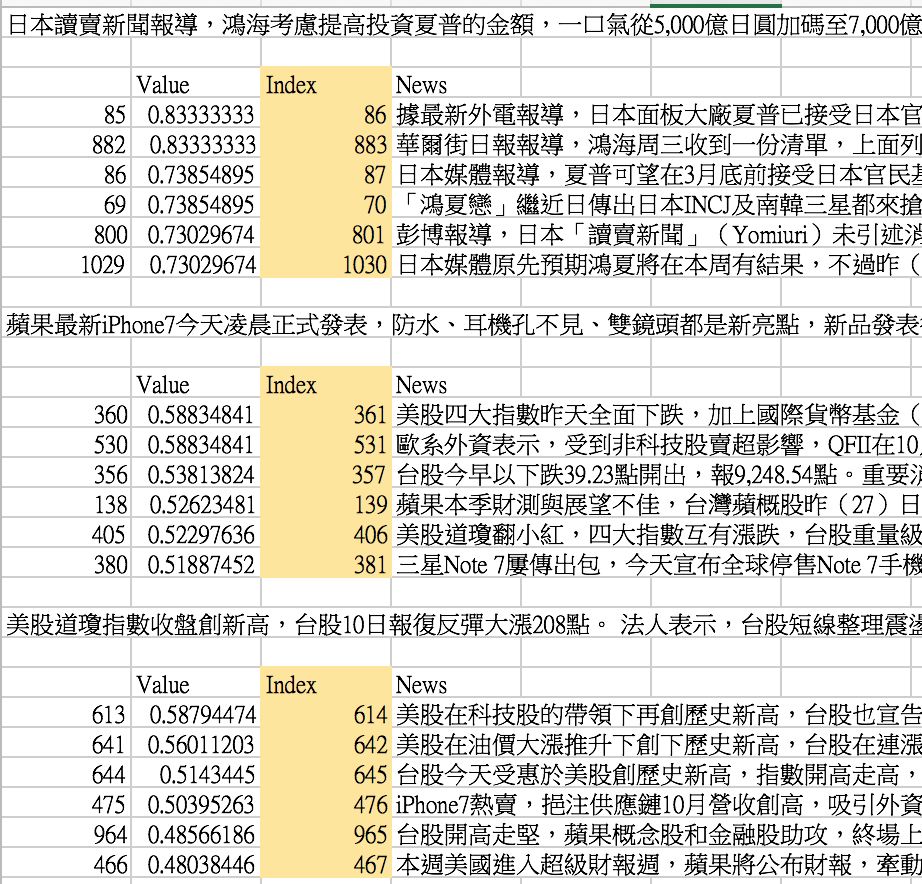 日本讀賣新聞報導，鴻海考慮提高投資夏普的金額，一口氣從5,000億日圓加碼至7,000億
Value Index News
85 0.83333333 86 據最新外電報導，日本面板大廠夏普已接受日本官
882 0.83333333 883 華爾街日報報導，鴻海周三收到一份清單，上面列
86 0.73854895 87 日本媒體報導，夏普可望在3月底前接受日本官民基
69 0.73854895 70 「鴻夏戀」繼近日傳出日本INCJ及南韓三星都來搶
800 0.73029674 801 彭博報導，日本「讀賣新聞」（Yomiuri）未引述消
1029 0.73029674 1030 日本媒體原先預期鴻夏將在本周有結果，不過昨（
蘋果最新iPhone7今天凌晨正式發表，防水、耳機孔不見、雙鏡頭都是新亮點，新品發表
Value Index News
360 0.58834841 361 美股四大指數昨天全面下跌，加上國際貨幣基金（
530 0.58834841 531 歐系外資表示，受到非科技股賣超影響，QFII在10
356 0.53813824 357 台股今早以下跌39.23點開出，報9,248.54點。重要消
138 0.52623481 139 蘋果本季財測與展望不佳，台灣蘋概股昨（27）日
405 0.52297636 406 美股道瓊翻小紅，四大指數互有漲跌，台股重量級
380 0.51887452 381 三星Note 7屢傳出包，今天宣布全球停售Note 7手機
美股道瓊指數收盤創新高，台股10日報復反彈大漲208點。 法人表示，台股短線整理震盪
Value Index News
613 0.58794474 614 美股在科技股的帶領下再創歷史新高，台股也宣告
641 0.56011203 642 美股在油價大漲推升下創下歷史新高，台股在連漲
644 0.5143445 645 台股今天受惠於美股創歷史新高，指數開高走高，
475 0.50395263 476 iPhone7熱賣，挹注供應鏈10月營收創高，吸引外資
964 0.48566186 965 台股開高走堅，蘋果概念股和金融股助攻，終場上
466 0.48038446 467 本週美國進入超級財報週，蘋果將公布財報，牽動